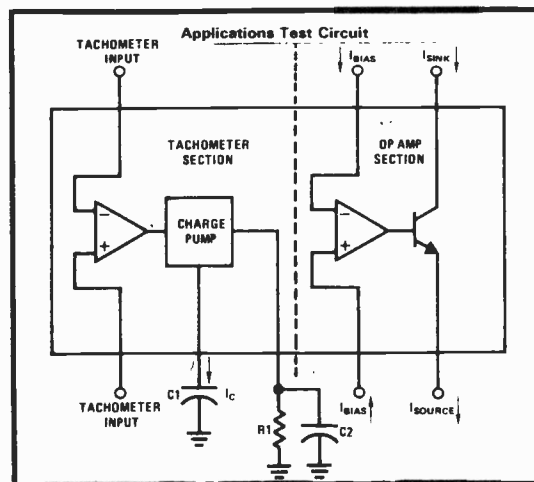 Applications Test Circuit
TACHOMETER
INPUT
IBIAS
ISINK
TACHOMETER
SECTION
OP AMP
SECTION
−
+
CHARGE
PUMP
−
+
C1
IC
TACHOMETER
INPUT
R1
C2
IBIAS
ISOURCE